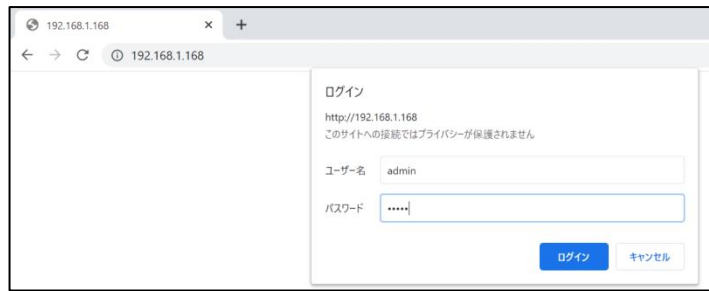 192.168.1.168
192.168.1.168
ログイン
http://192.168.1.168
このサイトへの接続ではプライバシーが保護されません
ユーザー名 admin
パスワード •••••
ログイン キャンセル